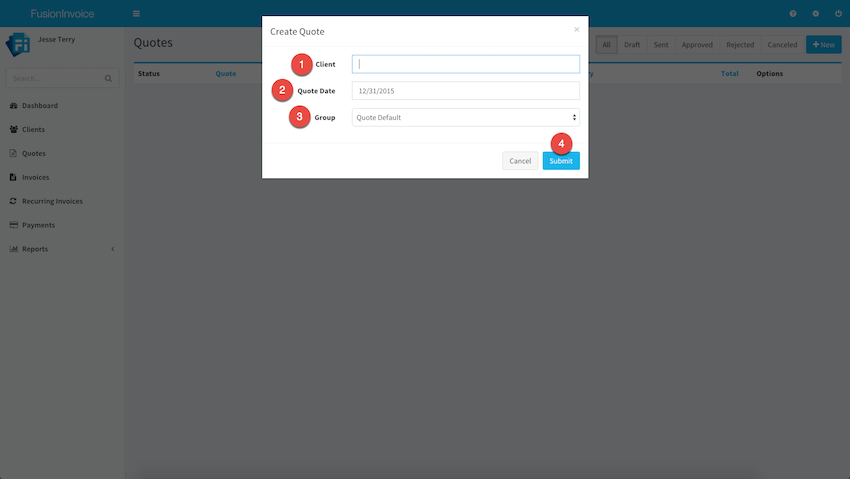 FusionInvoice
Create Quote
×
Jesse Terry
Quotes
All Draft Sent Approved Rejected Canceled +New
Search...
1 Client
Status Quote Total Options
2 Quote Date 12/31/2015
Dashboard
3 Group Quote Default
Clients
4
Quotes
Cancel Submit
Invoices
Recurring Invoices
Payments
Reports